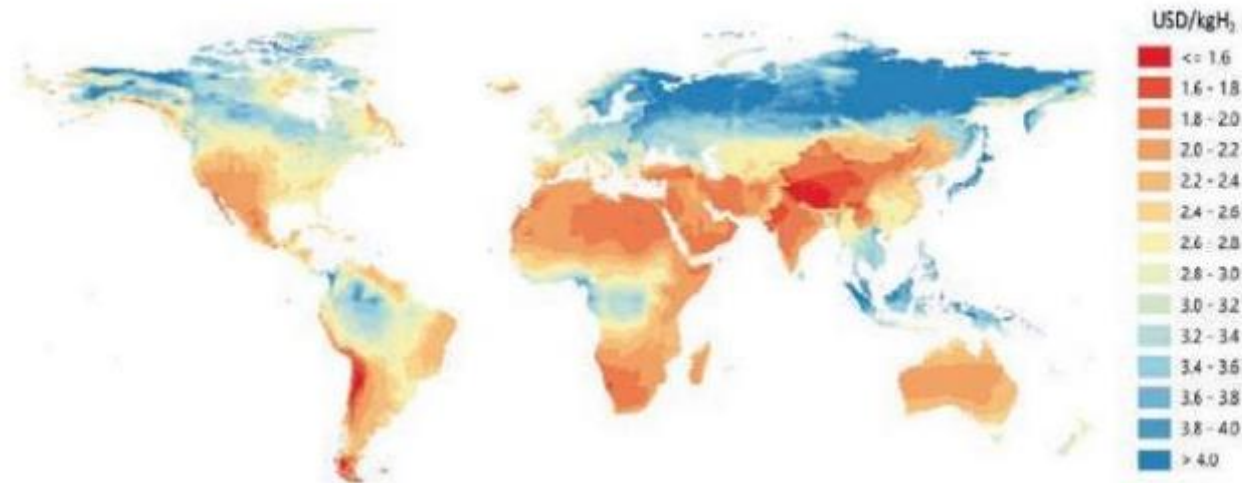 USD/kgH₂
<= 1.6
1.6 - 1.8
1.8 - 2.0
2.0 - 2.2
2.2 - 2.4
2.4 - 2.6
2.6 - 2.8
2.8 - 3.0
3.0 - 3.2
3.2 - 3.4
3.4 - 3.6
3.6 - 3.8
3.8 - 4.0
> 4.0